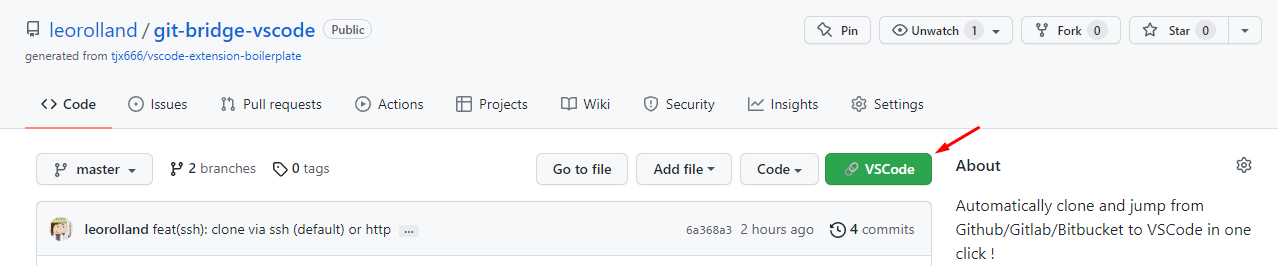 leorolland / git-bridge-vscode Public Pin Unwatch 1 Fork 0 Star 0
generated from tjx666/vscode-extension-boilerplate
Code Issues Pull requests Actions Projects Wiki Security Insights Settings
master 2 branches 0 tags Go to file Add file Code VSCode About
leorolland feat(ssh): clone via ssh (default) or http ... 6a368a3 2 hours ago 4 commits
Automatically clone and jump from
Github/Gitlab/Bitbucket to VSCode in one
click !